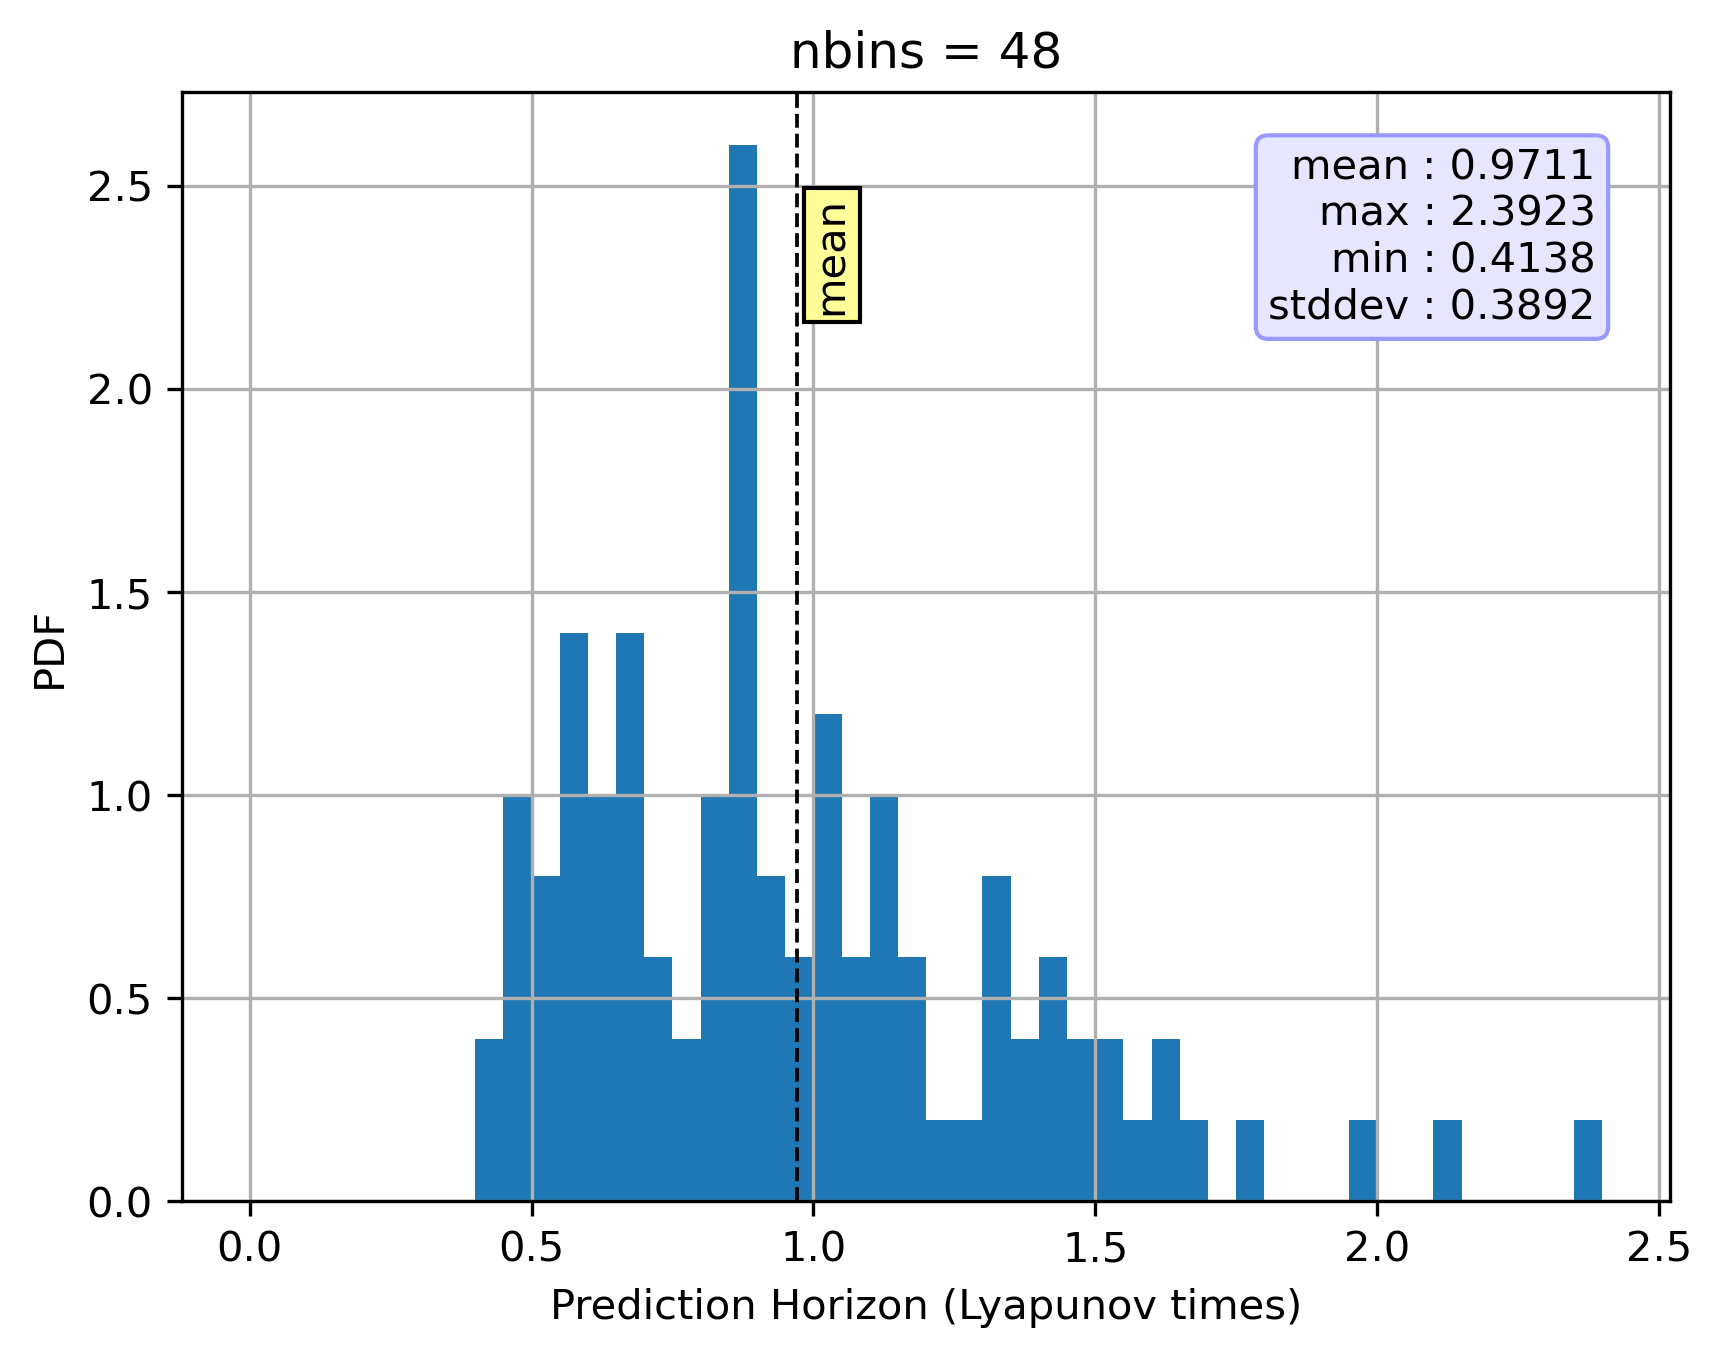 nbins = 48
mean : 0.9711
max : 2.3923
min : 0.4138
stddev : 0.3892
mean
PDF
2.5
2.0
1.5
1.0
0.5
0.0
0.0 0.5 1.0 1.5 2.0 2.5
Prediction Horizon (Lyapunov times)